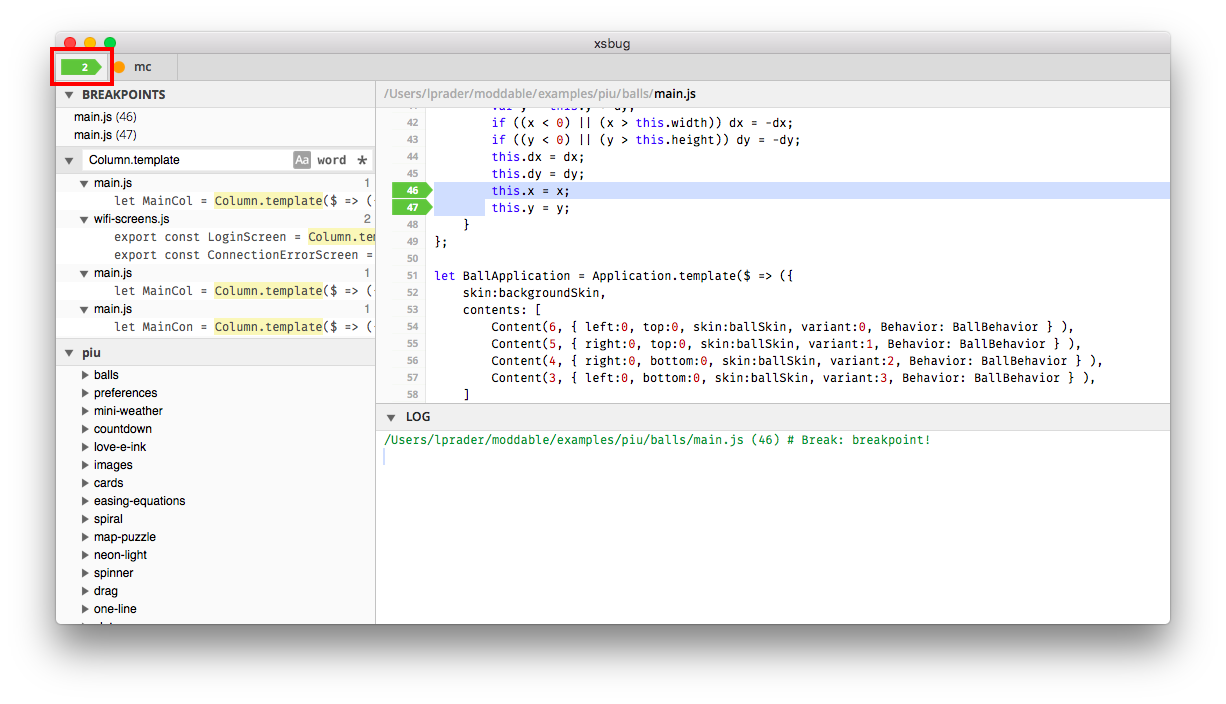 xsbug
2 mc
BREAKPOINTS
main.js (46)
main.js (47)
Column.template Aa word *
main.js 1
let MainCol = Column.template($ => (
wifi-screens.js 2
export const LoginScreen = Column.
export const ConnectionErrorScreen =
main.js 1
let MainCol = Column.template($ => (
main.js 1
let MainCon = Column.template($ => (
piu
balls
preferences
mini-weather
countdown
love-e-ink
images
cards
easing-equations
spiral
map-puzzle
neon-light
spinner
drag
one-line
/Users/lprader/moddable/examples/piu/balls/main.js
42 if ((x < 0) || (x > this.width)) dx = -dx;
43 if ((y < 0) || (y > this.height)) dy = -dy;
44 this.dx = dx;
45 this.dy = dy;
46 this.x = x;
47 this.y = y;
48 }
49 };
50
51 let BallApplication = Application.template($ => ({
52 skin:backgroundSkin,
53 contents: [
54 Content(6, { left:0, top:0, skin:ballSkin, variant:0, Behavior: BallBehavior } ),
55 Content(5, { right:0, top:0, skin:ballSkin, variant:1, Behavior: BallBehavior } ),
56 Content(4, { right:0, bottom:0, skin:ballSkin, variant:2, Behavior: BallBehavior } ),
57 Content(3, { left:0, bottom:0, skin:ballSkin, variant:3, Behavior: BallBehavior } ),
58 ]
LOG
/Users/lprader/moddable/examples/piu/balls/main.js (46) # Break: breakpoint!